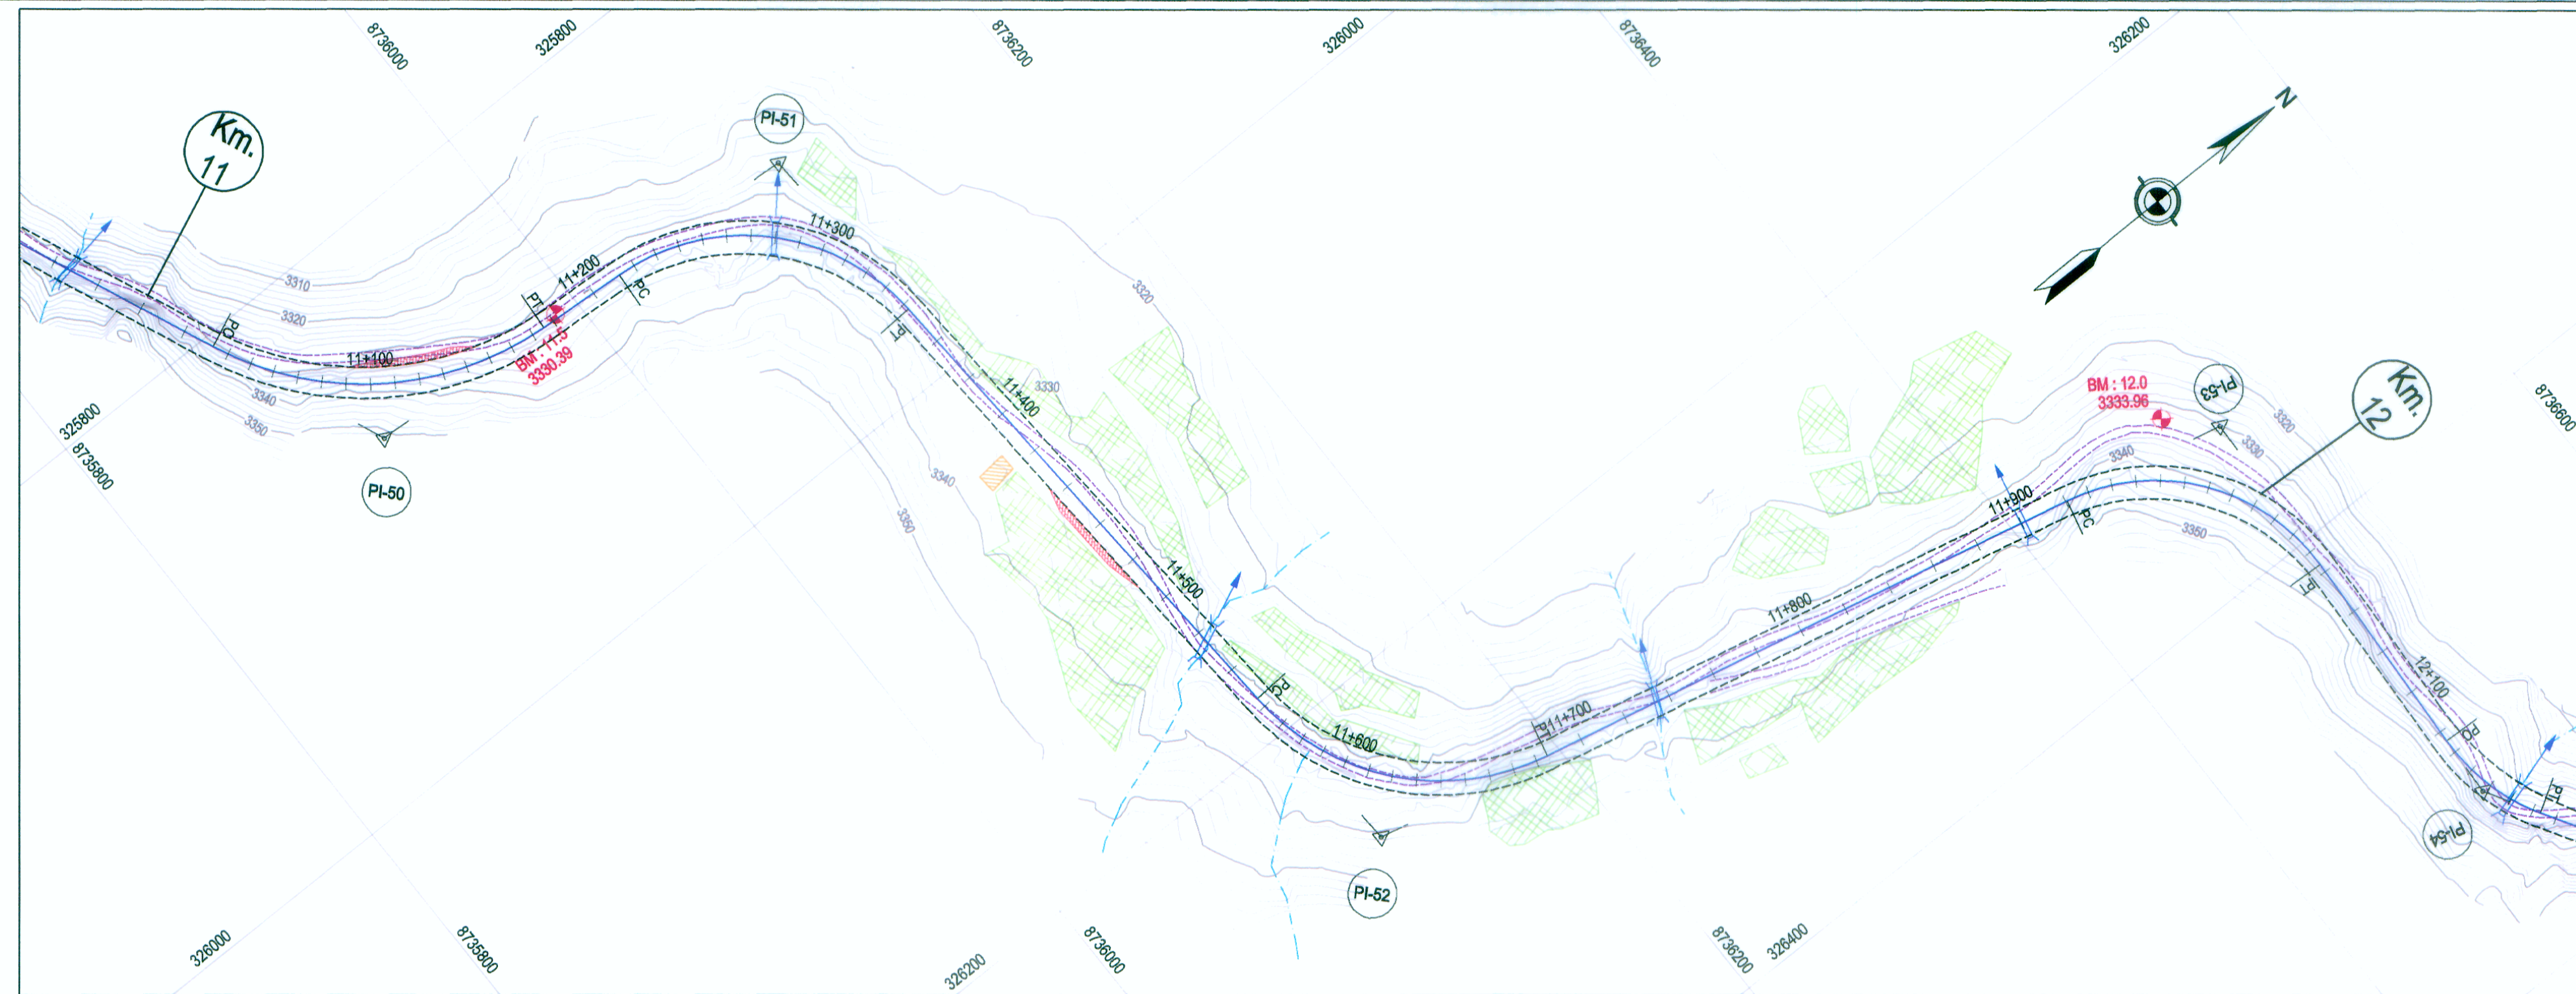 8736000
325800
8736200
326000
8736400
326200
N
Km.
11
PI-51
11+300
3310
3320
PC
11+100
PT
11+200
PC
BM : 11.5
3330.39
3340
3350
PI-50
325800
8735800
PT
3320
3330
11+400
3340
3350
11+500
PC
11+600
PI-52
PT
11+700
11+800
11+900
PC
BM : 12.0
3333.96
PI-53
3340
3330
3320
3350
Km.
12
8736600
PT
12+100
PC
PT
PI-54
326000
8735800
326200
8736000
8736200
326400